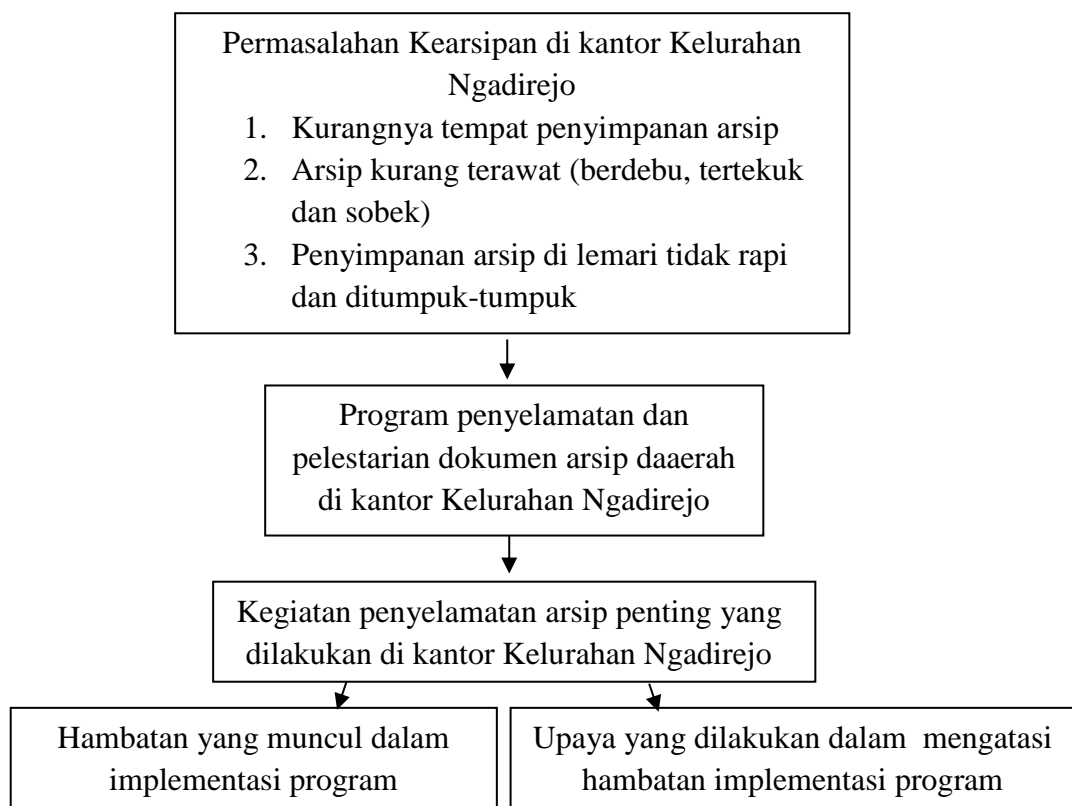 Permasalahan Kearsipan di kantor Kelurahan
Ngadirejo
1. Kurangnya tempat penyimpanan arsip
2. Arsip kurang terawat (berdebu, tertekuk
dan sobek)
3. Penyimpanan arsip di lemari tidak rapi
dan ditumpuk-tumpuk
Program penyelamatan dan
pelestarian dokumen arsip daaerah
di kantor Kelurahan Ngadirejo
Kegiatan penyelamatan arsip penting yang
dilakukan di kantor Kelurahan Ngadirejo
Hambatan yang muncul dalam
implementasi program
Upaya yang dilakukan dalam mengatasi
hambatan implementasi program